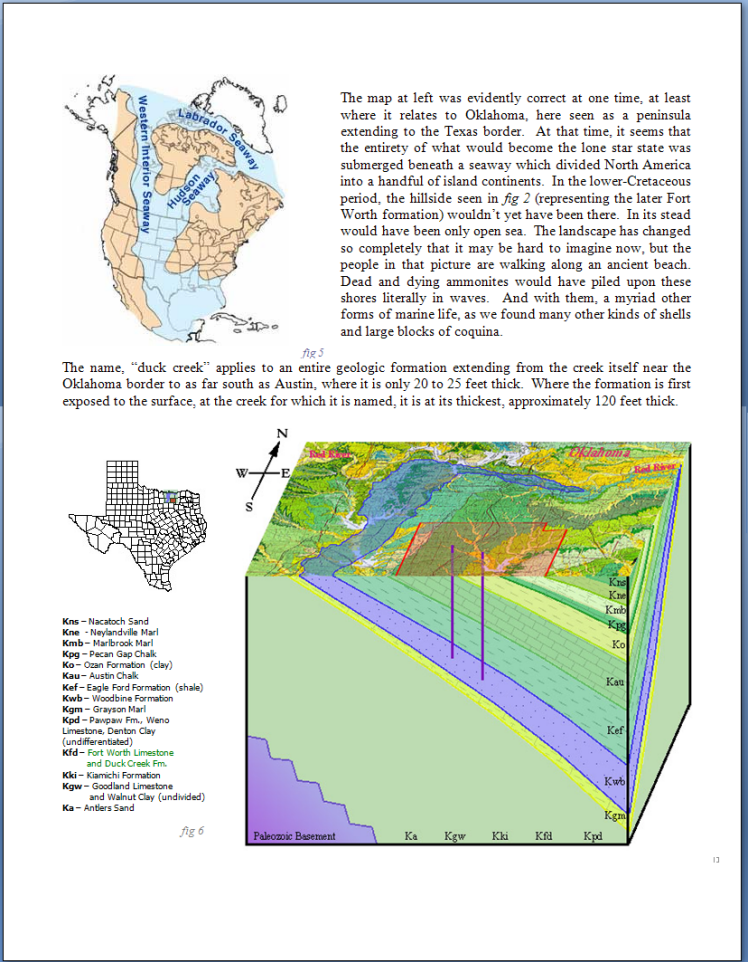 Western Interior Seaway
Labrador Seaway
Hudson
Seaway
The map at left was evidently correct at one time, at least
where it relates to Oklahoma, here seen as a peninsula
extending to the Texas border. At that time, it seems that
the entirety of what would become the lone star state was
submerged beneath a seaway which divided North America
into a handful of island continents. In the lower-Cretaceous
period, the hillside seen in fig 2 (representing the later Fort
Worth formation) wouldn't yet have been there. In its stead
would have been only open sea. The landscape has changed
so completely that it may be hard to imagine now, but the
people in that picture are walking along an ancient beach.
Dead and dying ammonites would have piled upon these
shores literally in waves. And with them, a myriad other
forms of marine life, as we found many other kinds of shells
and large blocks of coquina.
fig 5
The name, “duck creek” applies to an entire geologic formation extending from the creek itself near the
Oklahoma border to as far south as Austin, where it is only 20 to 25 feet thick. Where the formation is first
exposed to the surface, at the creek for which it is named, it is at its thickest, approximately 120 feet thick.
N
W
E
S
Red River
Oklahoma
Red River
Kns
Kne
Kmb
Kpg
Ko
Kau
Kef
Kwb
Kgm
Paleozoic Basement
Ka
Kgw
Kki
Kfd
Kpd
Kns – Nacatoch Sand
Kne - Neylandville Marl
Kmb – Marlbrook Marl
Kpg – Pecan Gap Chalk
Ko – Ozan Formation (clay)
Kau – Austin Chalk
Kef – Eagle Ford Formation (shale)
Kwb – Woodbine Formation
Kgm – Grayson Marl
Kpd – Pawpaw Fm., Weno
Limestone, Denton Clay
(undifferentiated)
Kfd – Fort Worth Limestone
and Duck Creek Fm.
Kki – Kiamichi Formation
Kgw – Goodland Limestone
and Walnut Clay (undivided)
Ka – Antlers Sand
fig 6
13